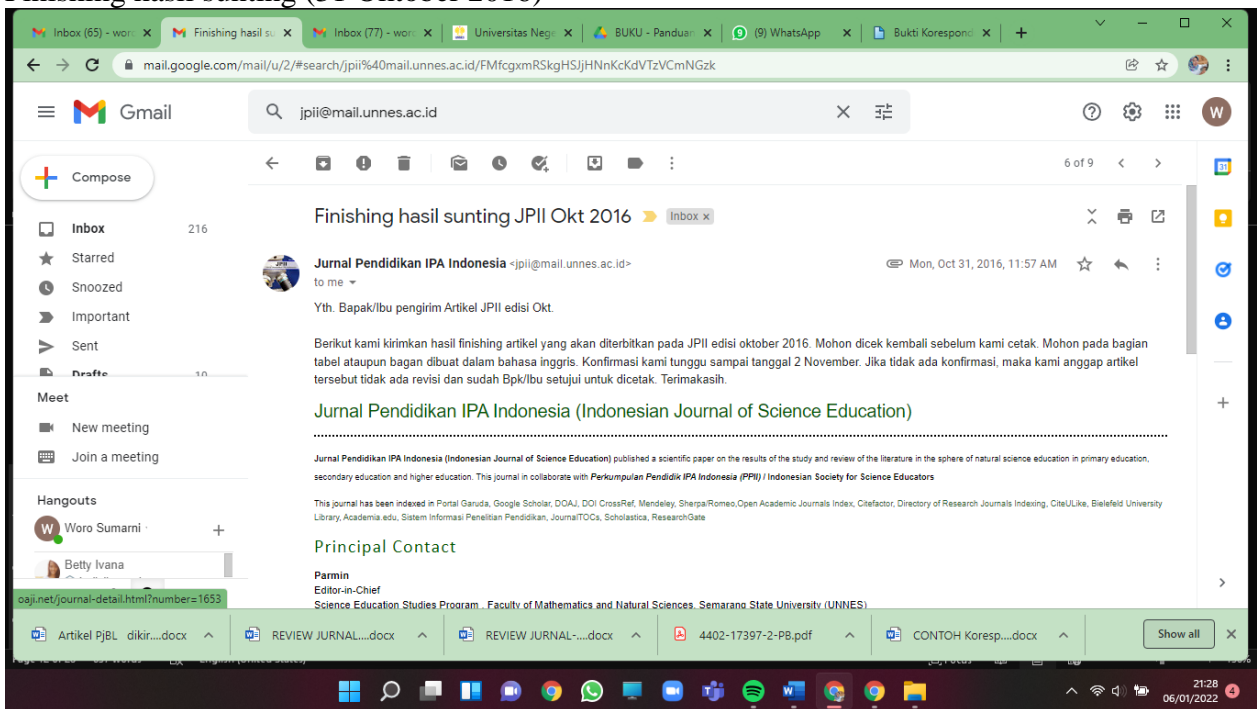 Finishing hasil sunting (31 Oktober 2016)
Inbox (65) - wor
Finishing hasil su
Inbox (77) - wor
Universitas Nege
BUKU - Panduan
(9) WhatsApp
Bukti Korespond
mail.google.com/mail/u/2/#search/jpii%40mail.unnes.ac.id/FMfcgxmRSkgHSJjHNnKcKdVTzVCmNGzk
Gmail
jpii@mail.unnes.ac.id
W
Compose
6 of 9
31
Inbox 216
Starred
Snoozed
Important
Sent
Drafts 10
Meet
New meeting
Join a meeting
Hangouts
W Woro Sumarni
Betty Ivana
Finishing hasil sunting JPII Okt 2016 Inbox x
Jurnal Pendidikan IPA Indonesia <jpii@mail.unnes.ac.id> Mon, Oct 31, 2016, 11:57 AM
to me
Yth. Bapak/Ibu pengirim Artikel JPII edisi Okt.
Berikut kami kirimkan hasil finishing artikel yang akan diterbitkan pada JPII edisi oktober 2016. Mohon dicek kembali sebelum kami cetak. Mohon pada bagian
tabel ataupun bagan dibuat dalam bahasa inggris. Konfirmasi kami tunggu sampai tanggal 2 November. Jika tidak ada konfirmasi, maka kami anggap artikel
tersebut tidak ada revisi dan sudah Bpk/Ibu setujui untuk dicetak. Terimakasih.
Jurnal Pendidikan IPA Indonesia (Indonesian Journal of Science Education)
Jurnal Pendidikan IPA Indonesia (Indonesian Journal of Science Education) published a scientific paper on the results of the study and review of the literature in the sphere of natural science education in primary education,
secondary education and higher education. This journal in collaborate with Perkumpulan Pendidik IPA Indonesia (PPII) / Indonesian Society for Science Educators
This journal has been indexed in Portal Garuda, Google Scholar, DOAJ, DOI CrossRef, Mendeley, Sherpa/Romeo,Open Academic Journals Index, Citefactor, Directory of Research Journals Indexing, CiteULike, Bielefeld University
Library, Academia.edu, Sistem Informasi Penelitian Pendidikan, JournalTOCs, Scholastica, ResearchGate
Principal Contact
Parmin
Editor-in-Chief
Science Education Studies Program , Faculty of Mathematics and Natural Sciences, Semarang State University (UNNES)
oaji.net/journal-detail.html?number=1653
Artikel PjBL dikir....docx
REVIEW JURNAL....docx
REVIEW JURNAL-....docx
4402-17397-2-PB.pdf
CONTOH Koresp....docx
Show all
21:28
06/01/2022
4